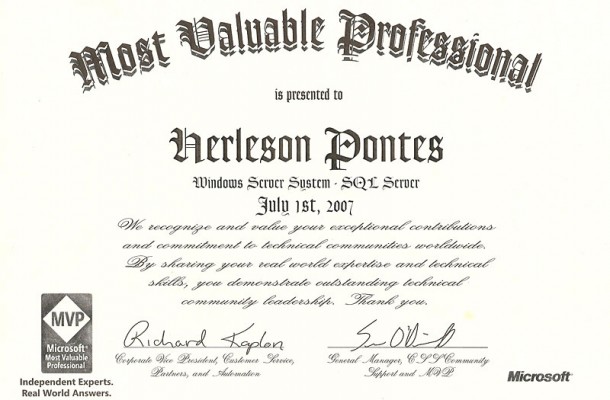 Most Valuable Professional
is presented to
Herleson Pontes
Windows Server System - SQL Server
July 1st, 2007
We recognize and value your exceptional contributions
and commitment to technical communities worldwide.
By sharing your real world expertise and technical
skills, you demonstrate outstanding technical
community leadership. Thank you.
Richard Kaplan
Corporate Vice President, Customer Service,
Partners, and Automation
General Manager, CSS Community
Support and MVP
MVP
Microsoft
Most Valuable
Professional
Independent Experts.
Real World Answers.
Microsoft